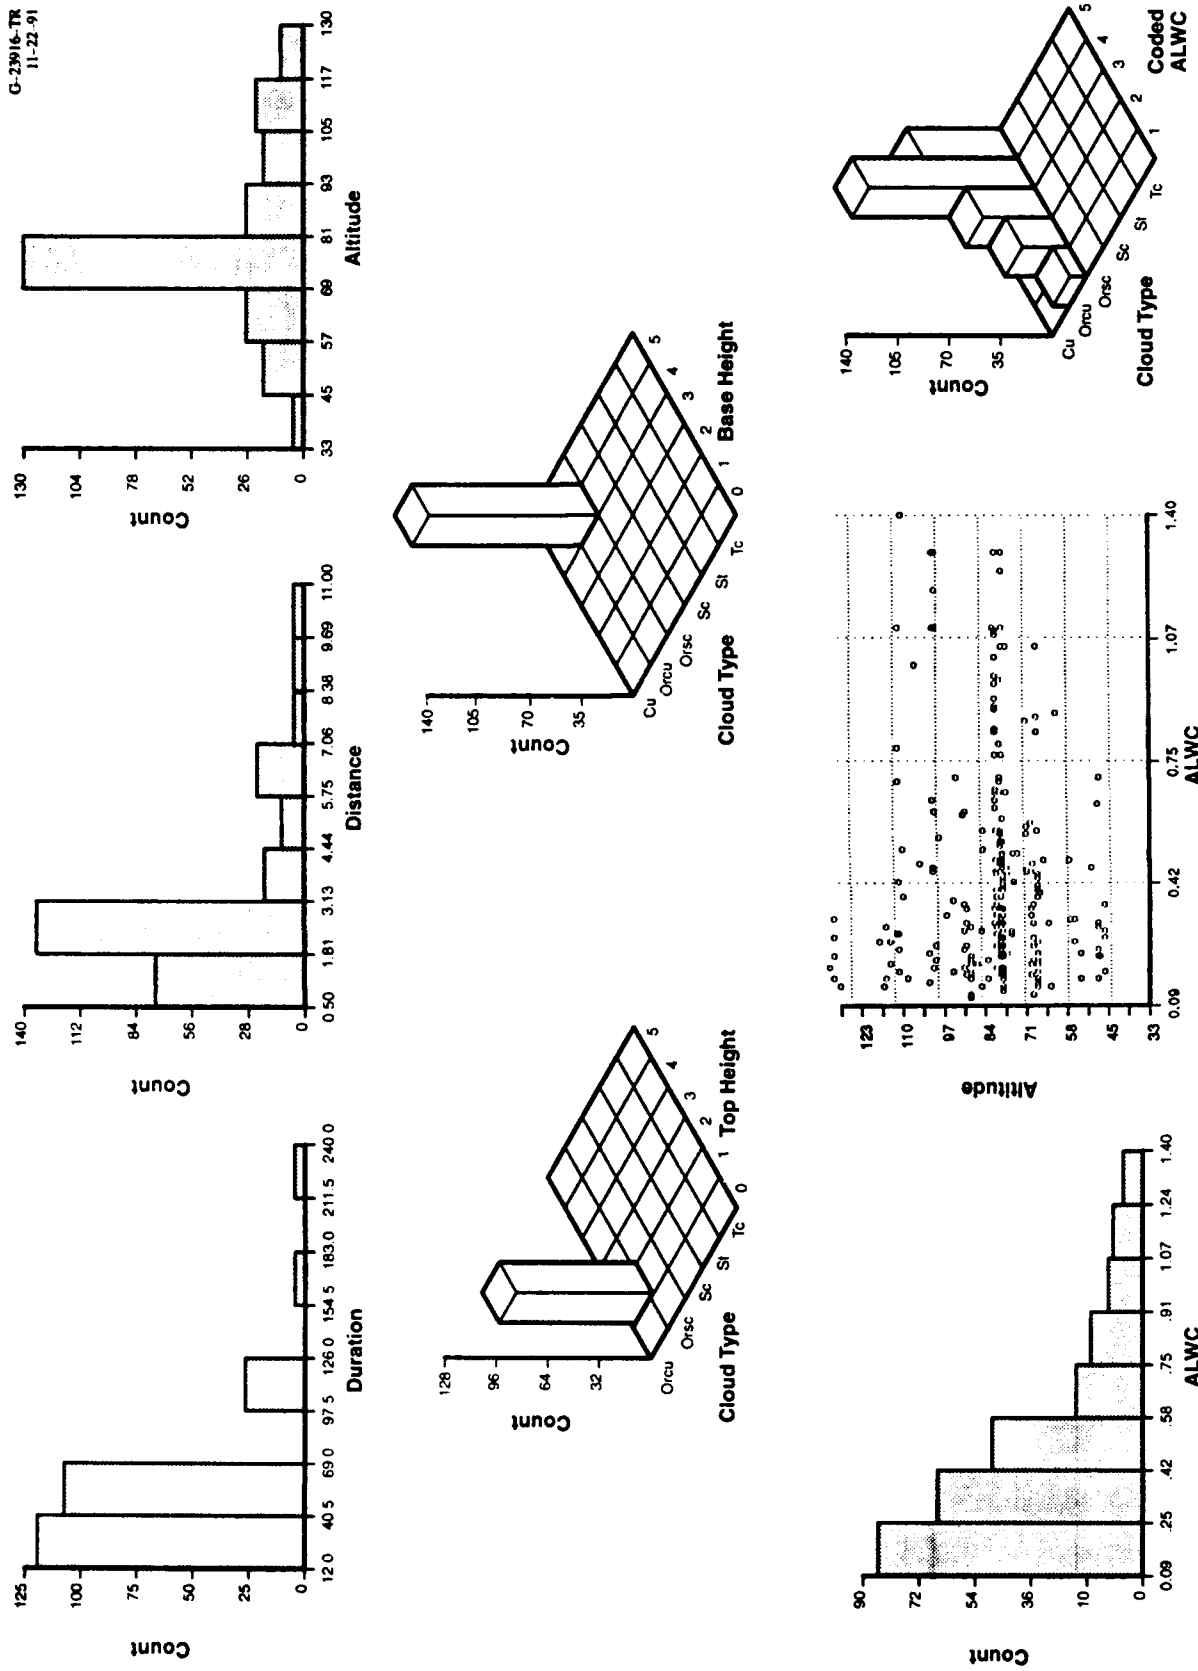 G-23916-TR
11-22-91
125
100
75
50
25
0
Count
12.0 40.5 69.0 97.5 126.0 154.5 183.0 211.5 240.0
Duration
140
112
84
56
28
0
Count
0.50 1.81 3.13 4.44 5.75 7.06 8.38 9.69 11.00
Distance
130
104
78
52
26
0
Count
33 45 57 69 81 93 105 117 130
Altitude
128
96
64
32
Count
Orcu Orsc Sc St Tc
Cloud Type
0 1 2 3 4 5
Top Height
140
105
70
35
Count
Cu Orcu Orsc Sc St Tc
Cloud Type
0 1 2 3 4 5
Base Height
90
72
54
36
10
0
Count
0.09 .25 .42 .58 .75 .91 1.07 1.24 1.40
ALWC
123
110
97
84
71
58
45
33
Altitude
0.09 0.42 0.75 1.07 1.40
ALWC
140
105
70
35
Count
Cu Orcu Orsc Sc St Tc
Cloud Type
1 2 3 4 5
Coded
ALWC